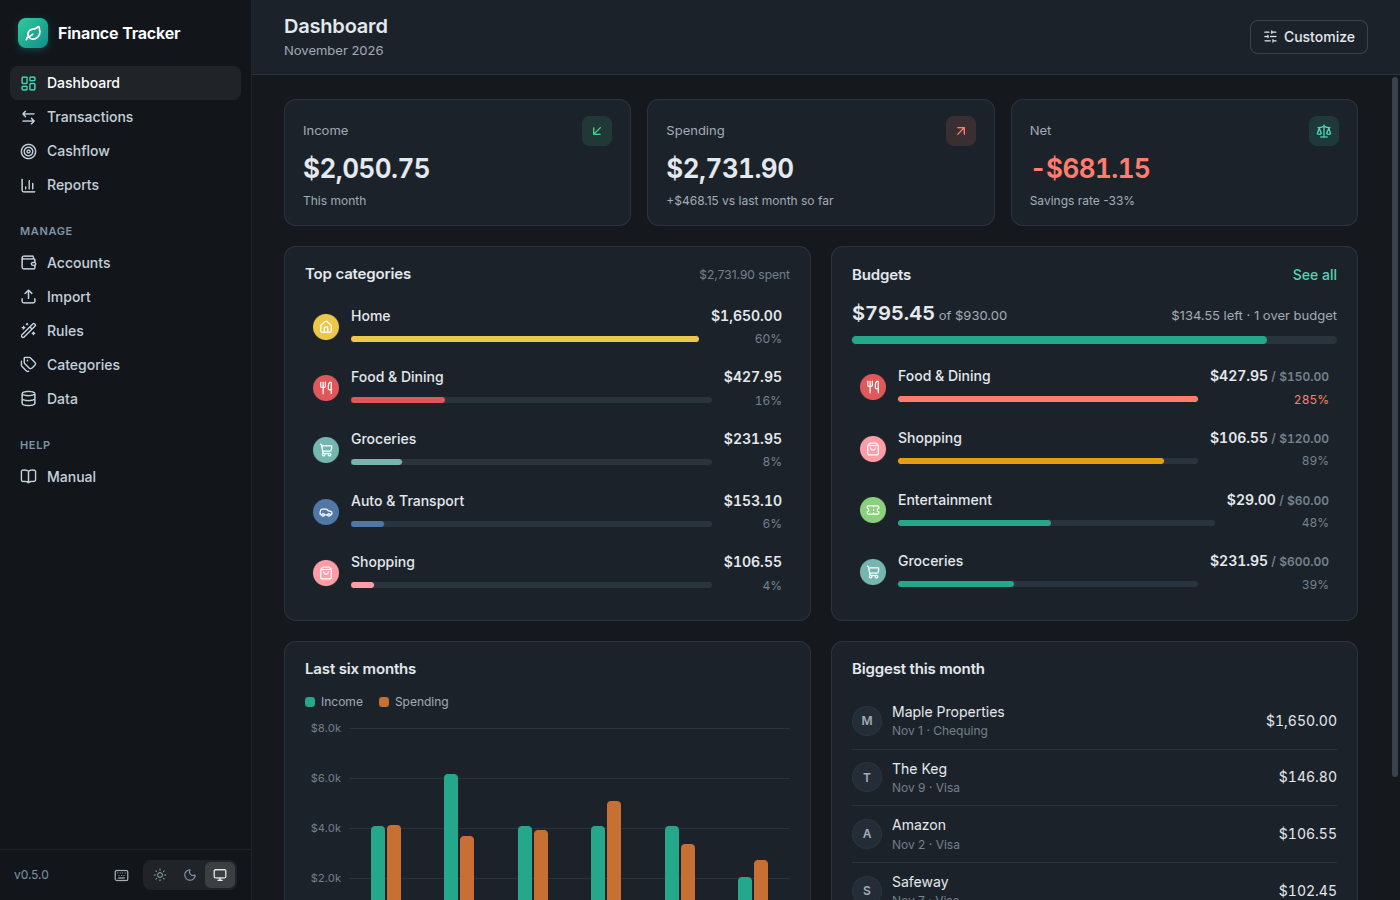 Finance Tracker
Dashboard
Transactions
Cashflow
Reports
MANAGE
Accounts
Import
Rules
Categories
Data
HELP
Manual
v0.5.0
Dashboard
November 2026
Customize
Income
$2,050.75
This month
Spending
$2,731.90
+$468.15 vs last month so far
Net
-$681.15
Savings rate -33%
Top categories
$2,731.90 spent
Home
$1,650.00
60%
Food & Dining
$427.95
16%
Groceries
$231.95
8%
Auto & Transport
$153.10
6%
Shopping
$106.55
4%
Budgets
See all
$795.45 of $930.00
$134.55 left · 1 over budget
Food & Dining
$427.95 / $150.00
285%
Shopping
$106.55 / $120.00
89%
Entertainment
$29.00 / $60.00
48%
Groceries
$231.95 / $600.00
39%
Last six months
Income
Spending
$8.0k
$6.0k
$4.0k
$2.0k
Biggest this month
M
Maple Properties
Nov 1 · Chequing
$1,650.00
T
The Keg
Nov 9 · Visa
$146.80
A
Amazon
Nov 2 · Visa
$106.55
S
Safeway
Nov 7 · Visa
$102.45